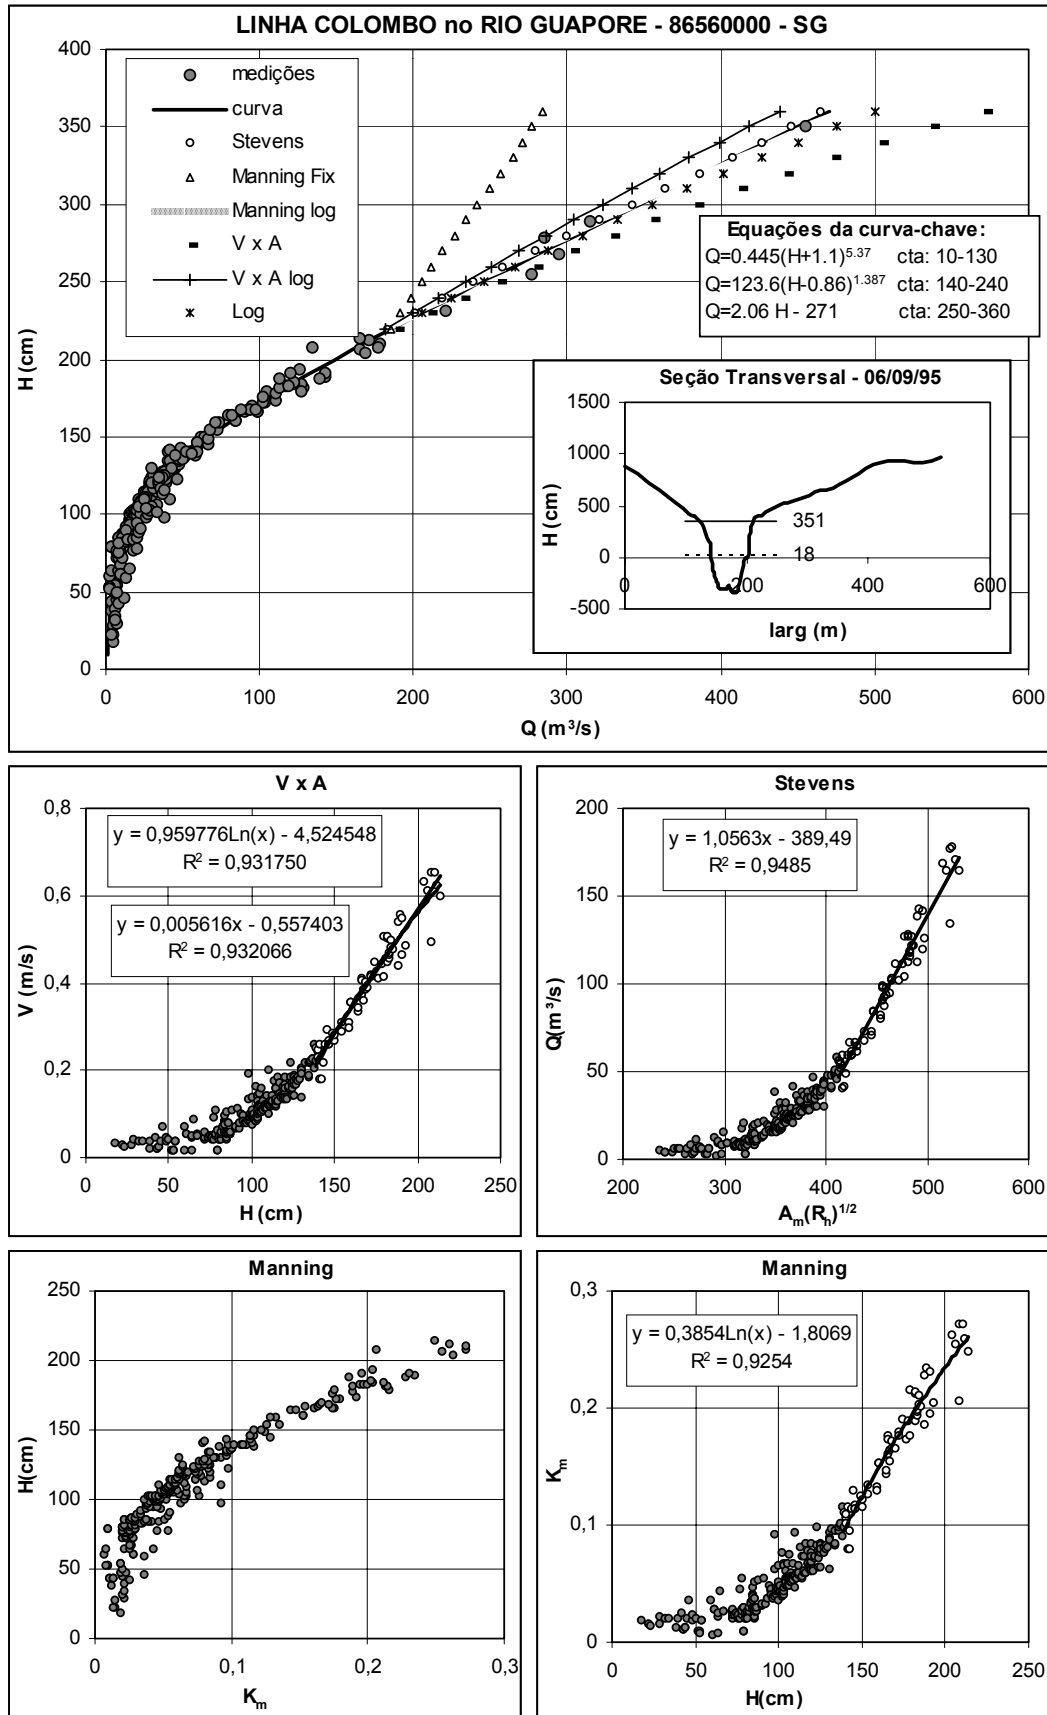 LINHA COLOMBO no RIO GUAPORE - 86560000 - SG
400
350
300
250
200
150
100
50
0
H (cm)
medições
curva
Stevens
Manning Fix
Manning log
V x A
V x A log
Log
Equações da curva-chave:
Q=0.445(H+1.1)^5.37 cta: 10-130
Q=123.6(H-0.86)^1.387 cta: 140-240
Q=2.06 H - 271 cta: 250-360
Seção Transversal - 06/09/95
1500
1000
500
0
-500
H (cm)
351
18
0 200 400 600
larg (m)
0 100 200 300 400 500 600
Q (m³/s)
V x A
0,8
0,6
0,4
0,2
0
V (m/s)
y = 0,959776Ln(x) - 4,524548
R² = 0,931750
y = 0,005616x - 0,557403
R² = 0,932066
0 50 100 150 200 250
H (cm)
Stevens
200
150
100
50
0
Q(m³/s)
y = 1,0563x - 389,49
R² = 0,9485
200 300 400 500 600
Aₘ(Rₕ)^1/2
Manning
250
200
150
100
50
0
H(cm)
0 0,1 0,2 0,3
Kₘ
Manning
0,3
0,2
0,1
0
Kₘ
y = 0,3854Ln(x) - 1,8069
R² = 0,9254
0 50 100 150 200 250
H(cm)